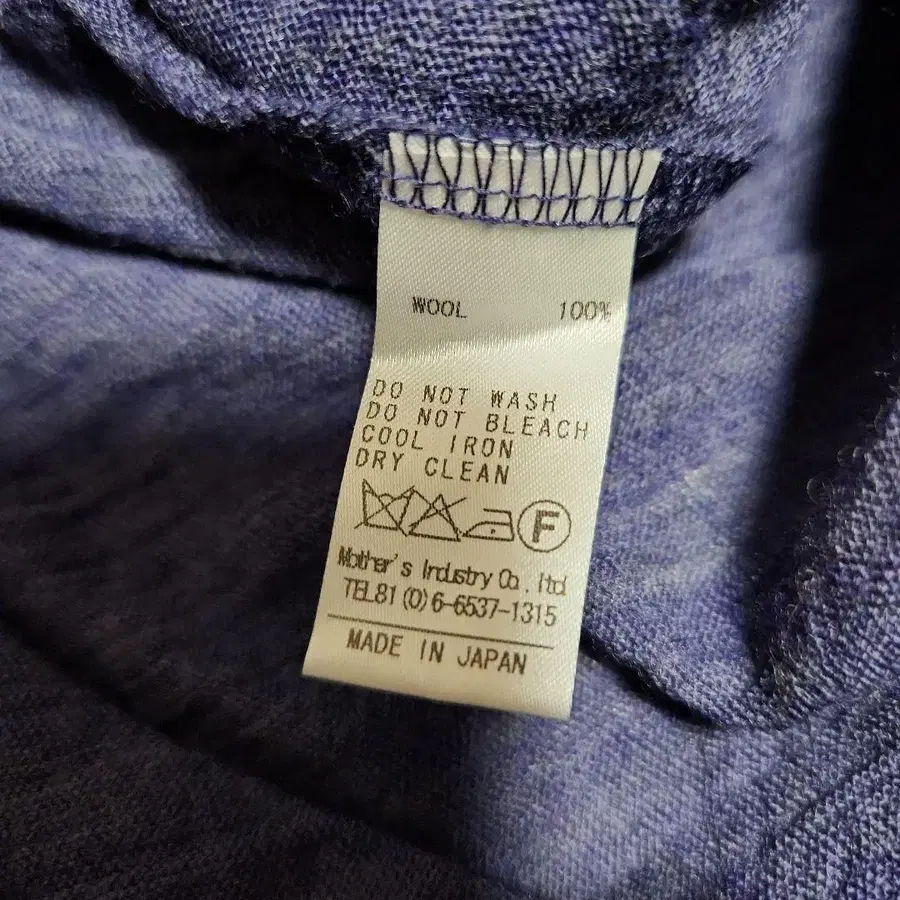 WOOL 100%
DO NOT WASH
DO NOT BLEACH
COOL IRON
DRY CLEAN
F
Mother's Industry Co. ltd
TEL81(0)6-6537-1315
MADE IN JAPAN